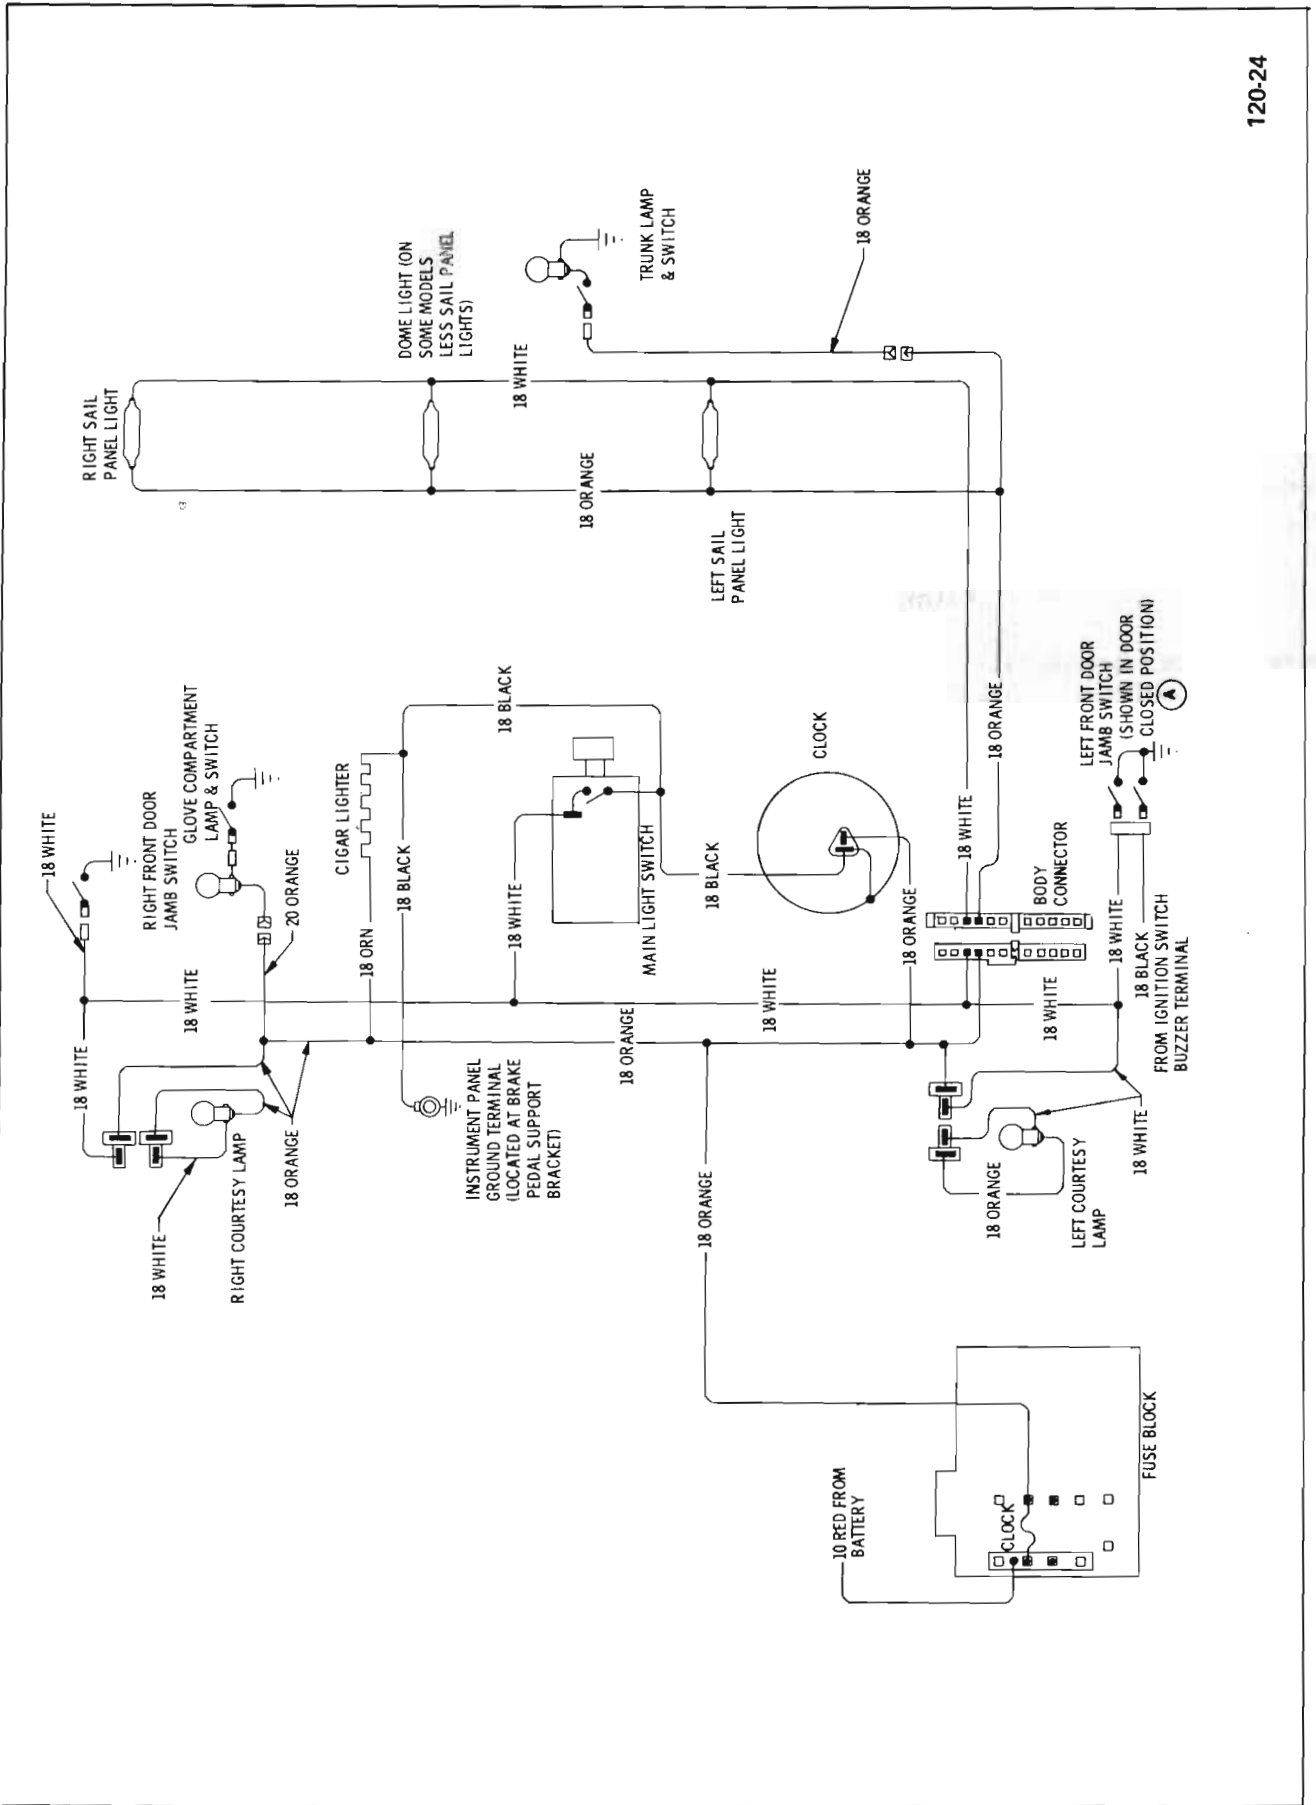 120-24
RIGHT SAIL
PANEL LIGHT
DOME LIGHT (ON
SOME MODELS
LESS SAIL PANEL
LIGHTS)
18 WHITE
18 ORANGE
TRUNK LAMP
& SWITCH
18 ORANGE
LEFT SAIL
PANEL LIGHT
18 WHITE
RIGHT FRONT DOOR
JAMB SWITCH
GLOVE COMPARTMENT
LAMP & SWITCH
20 ORANGE
CIGAR LIGHTER
18 ORN
18 BLACK
18 BLACK
18 WHITE
MAIN LIGHT SWITCH
18 BLACK
CLOCK
18 ORANGE
18 WHITE
18 ORANGE
BODY
CONNECTOR
LEFT FRONT DOOR
JAMB SWITCH
(SHOWN IN DOOR
CLOSED POSITION)
A
18 WHITE
18 BLACK
FROM IGNITION SWITCH
BUZZER TERMINAL
18 WHITE
18 WHITE
18 WHITE
18 ORANGE
18 WHITE
18 WHITE
RIGHT COURTESY LAMP
18 ORANGE
INSTRUMENT PANEL
GROUND TERMINAL
(LOCATED AT BRAKE
PEDAL SUPPORT
BRACKET)
18 ORANGE
18 ORANGE
LEFT COURTESY
LAMP
18 WHITE
10 RED FROM
BATTERY
CLOCK
FUSE BLOCK